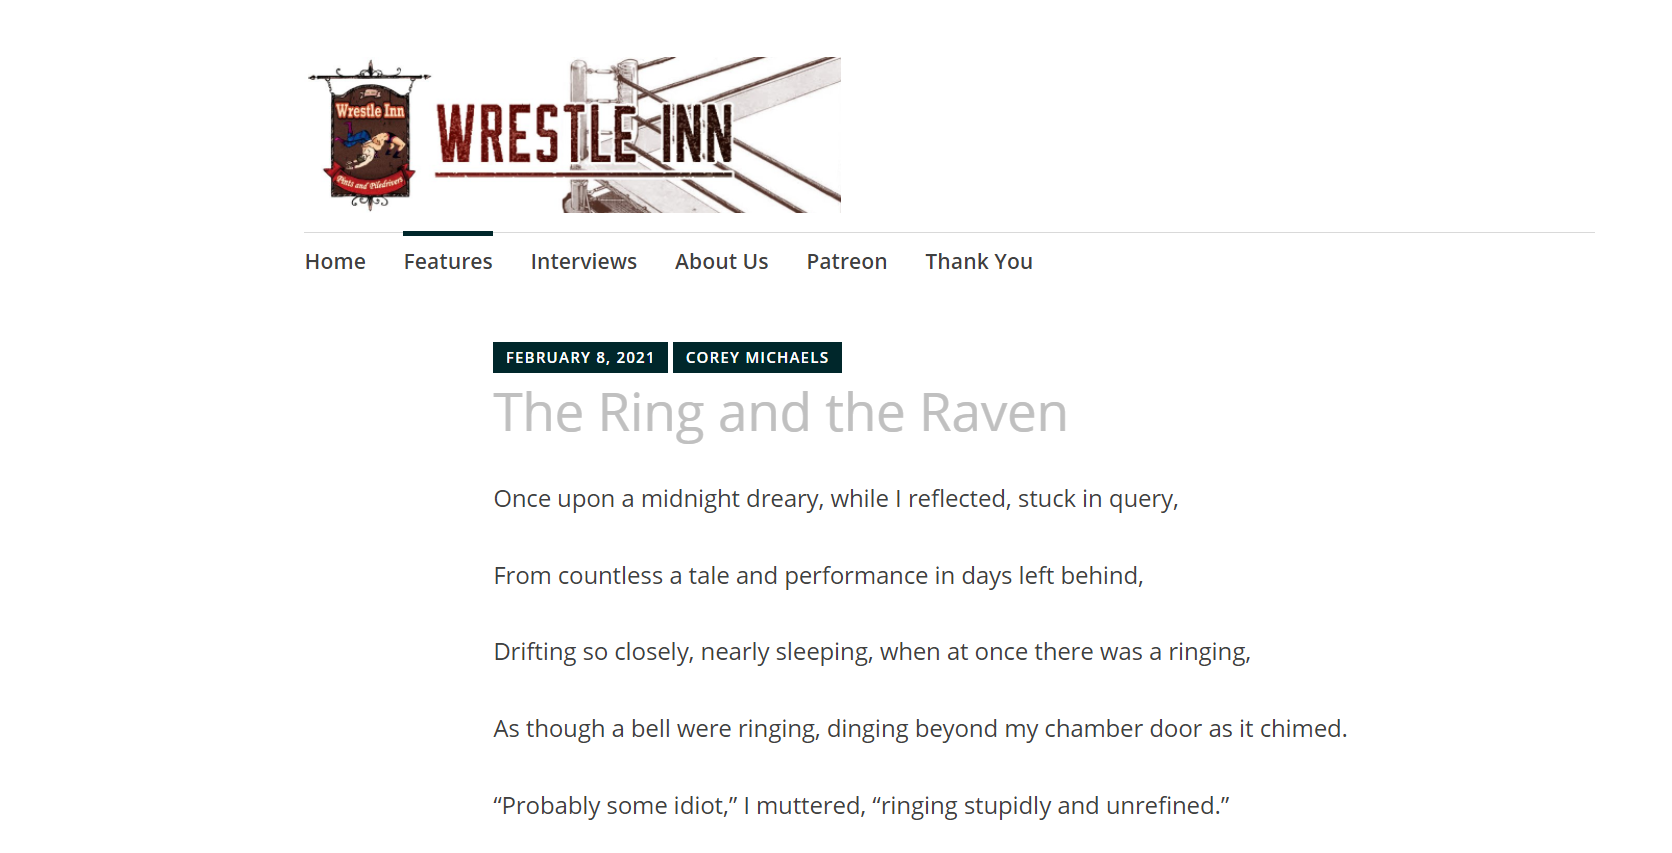 Wrestle Inn
Pints and Piledrivers
WRESTLE INN
Home Features Interviews About Us Patreon Thank You
FEBRUARY 8, 2021 COREY MICHAELS
The Ring and the Raven
Once upon a midnight dreary, while I reflected, stuck in query,
From countless a tale and performance in days left behind,
Drifting so closely, nearly sleeping, when at once there was a ringing,
As though a bell were ringing, dinging beyond my chamber door as it chimed.
“Probably some idiot,” I muttered, “ringing stupidly and unrefined.”